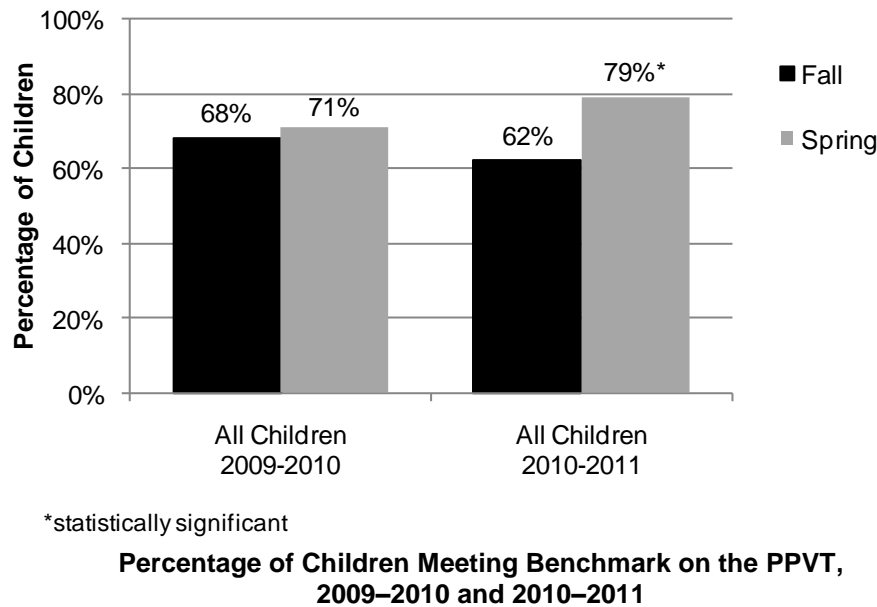 100%
80%
60%
40%
20%
0%
Percentage of Children
68%
71%
62%
79%*
Fall
Spring
All Children
2009-2010
All Children
2010-2011
*statistically significant
Percentage of Children Meeting Benchmark on the PPVT,
2009–2010 and 2010–2011